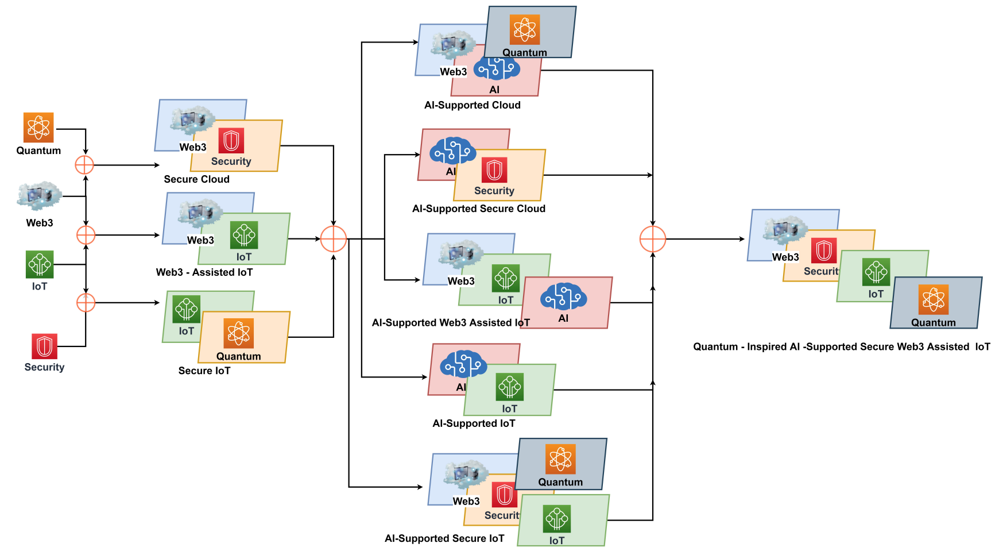 Quantum
Web3
IoT
Security
Web3
Security
Secure Cloud
Web3
IoT
Web3 - Assisted IoT
IoT
Quantum
Secure IoT
Quantum
Web3
AI
AI-Supported Cloud
AI
Security
AI-Supported Secure Cloud
Web3
IoT
AI
AI-Supported Web3 Assisted IoT
AI
IoT
AI-Supported IoT
Quantum
Web3
Security
IoT
AI-Supported Secure IoT
Web3
Security
IoT
Quantum
Quantum - Inspired AI -Supported Secure Web3 Assisted IoT